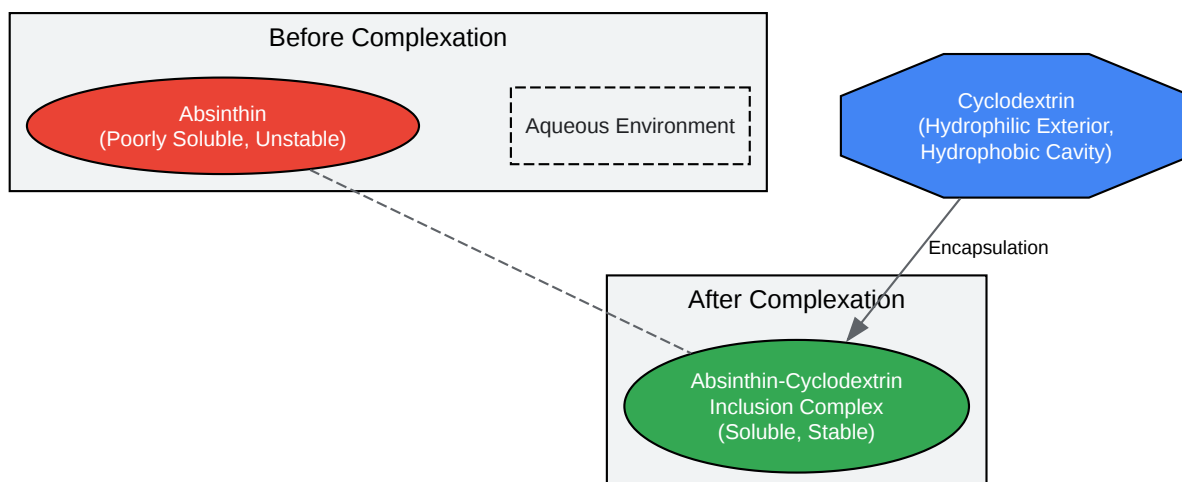 Before Complexation
Absinthin
(Poorly Soluble, Unstable)
Aqueous Environment
Cyclodextrin
(Hydrophilic Exterior,
Hydrophobic Cavity)
Encapsulation
After Complexation
Absinthin-Cyclodextrin
Inclusion Complex
(Soluble, Stable)